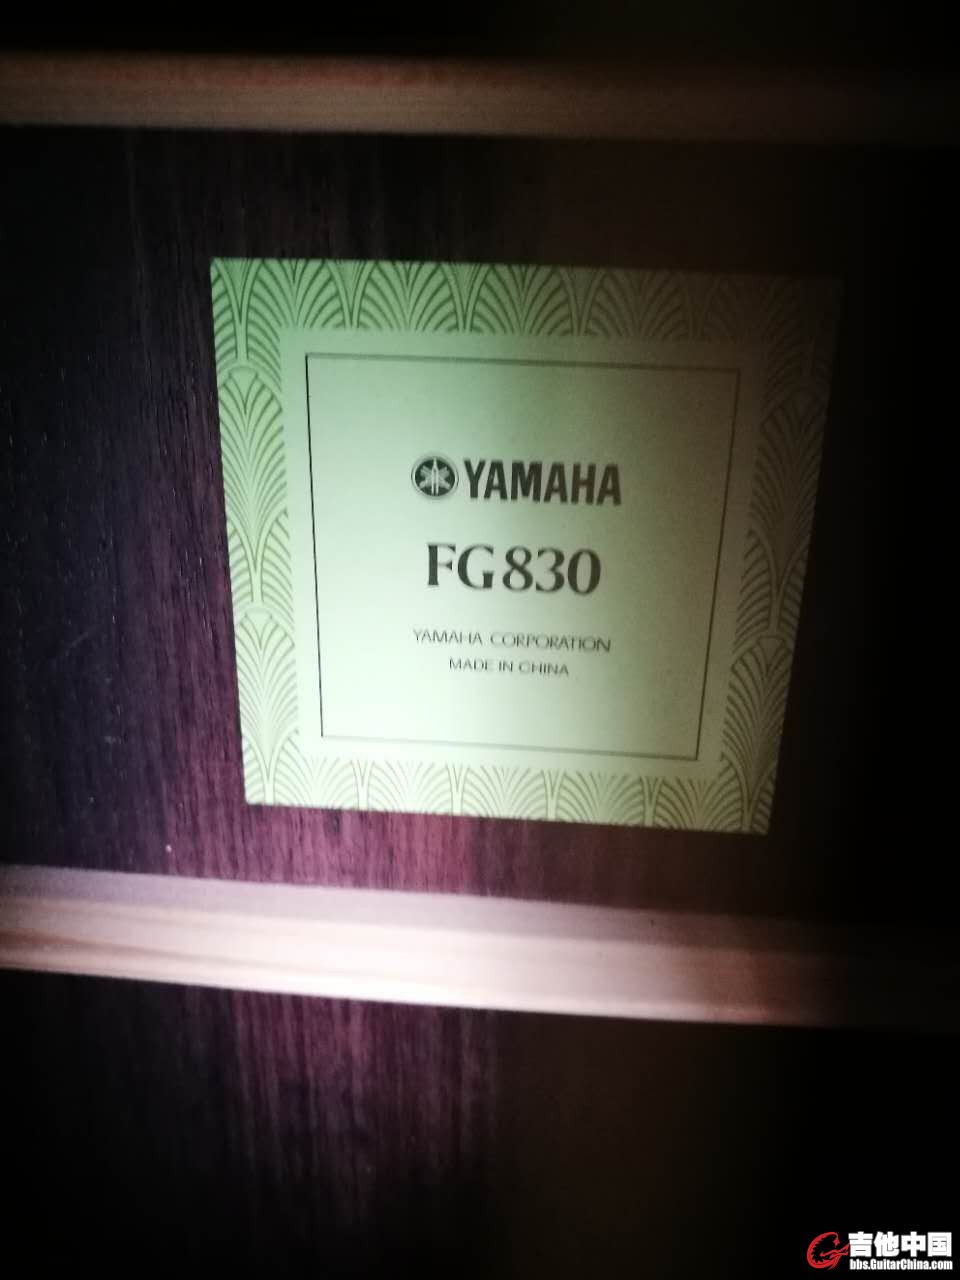 YAMAHA
FG830
YAMAHA CORPORATION
MADE IN CHINA
吉他中国
bbs.GuitarChina.com